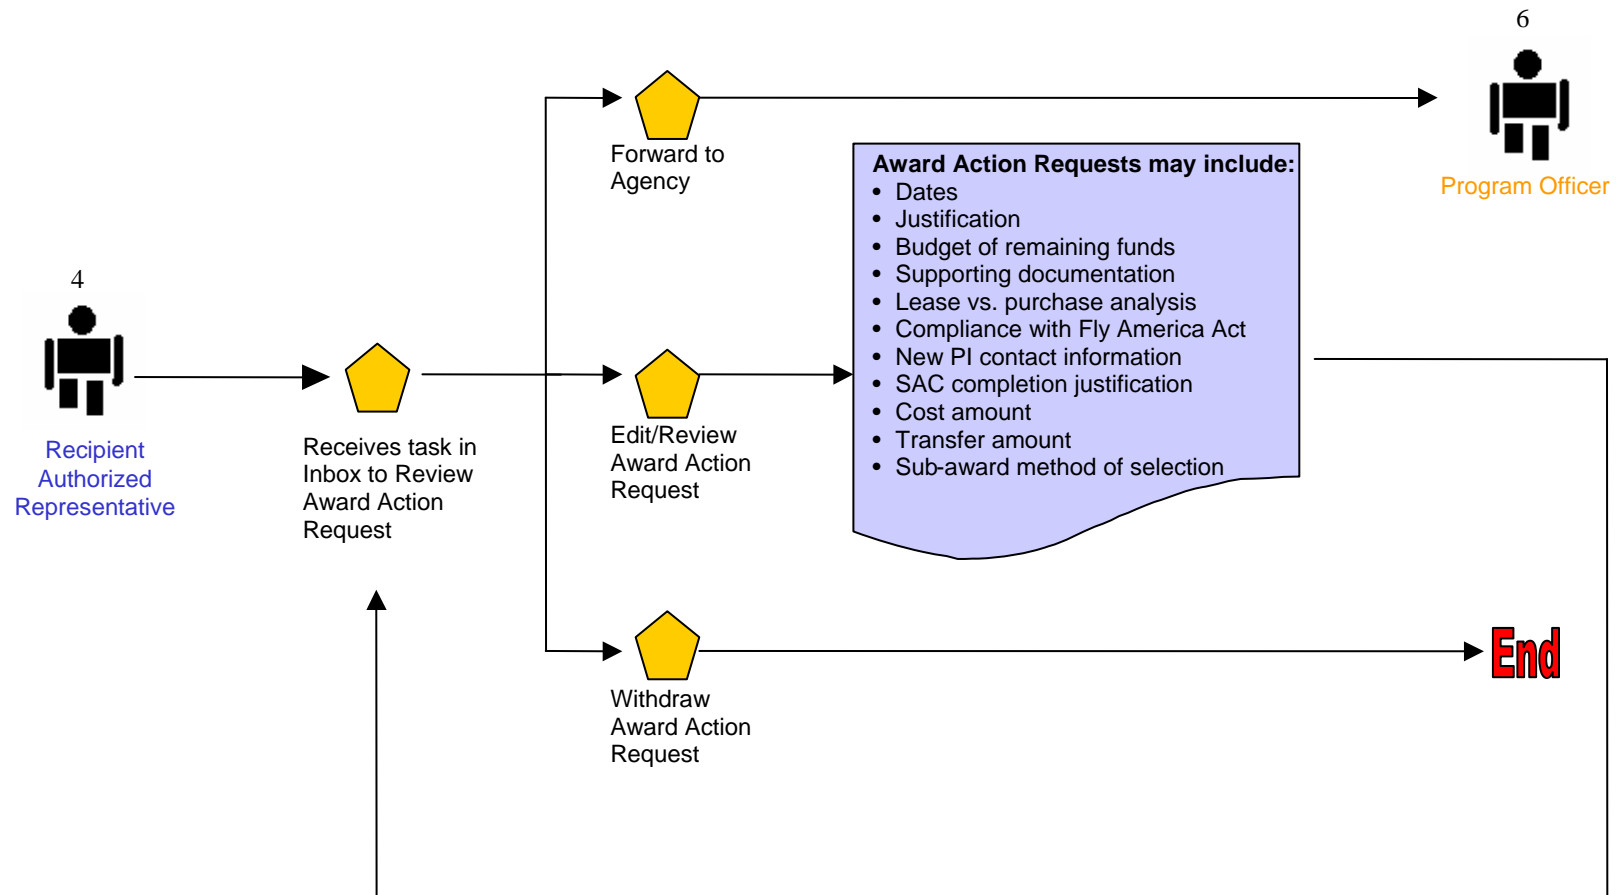 6
Program Officer
Forward to
Agency
Award Action Requests may include:
• Dates
• Justification
• Budget of remaining funds
• Supporting documentation
• Lease vs. purchase analysis
• Compliance with Fly America Act
• New PI contact information
• SAC completion justification
• Cost amount
• Transfer amount
• Sub-award method of selection
4
Recipient
Authorized
Representative
Receives task in
Inbox to Review
Award Action
Request
Edit/Review
Award Action
Request
Withdraw
Award Action
Request
End